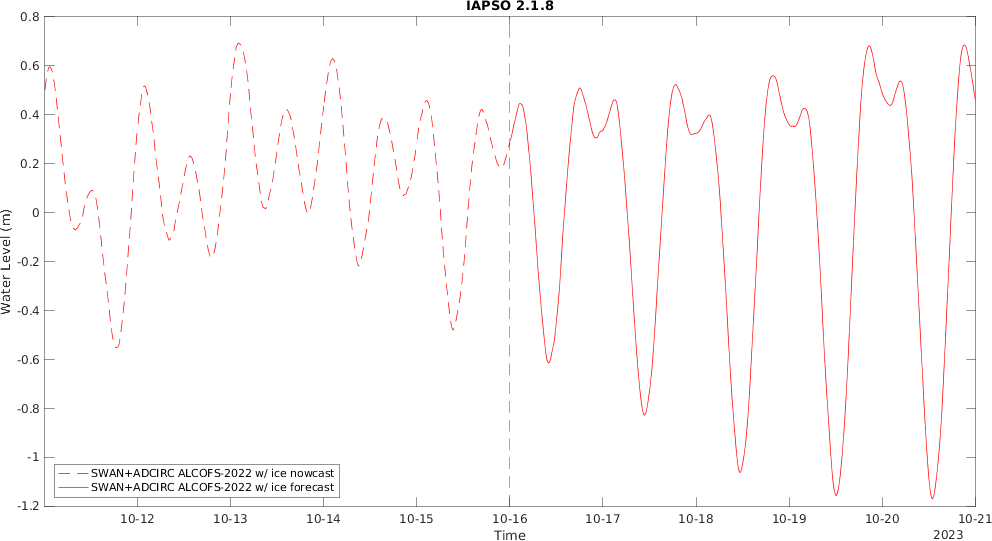 IAPSO 2.1.8
0.8
0.6
0.4
0.2
0
-0.2
-0.4
-0.6
-0.8
-1
-1.2
Water Level (m)
SWAN+ADCIRC ALCOFS-2022 w/ ice nowcast
SWAN+ADCIRC ALCOFS-2022 w/ ice forecast
10-12 10-13 10-14 10-15 10-16 10-17 10-18 10-19 10-20 10-21
Time
2023